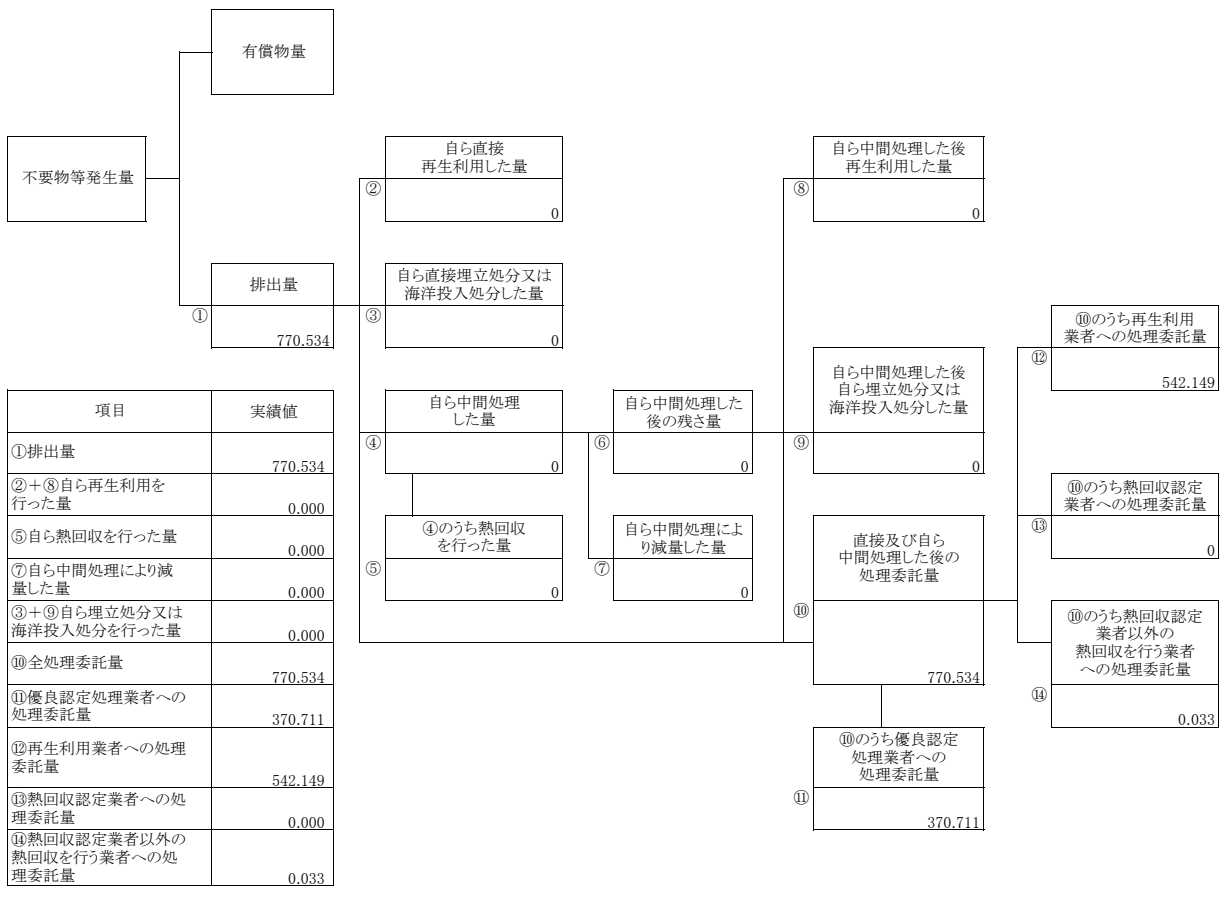 有償物量
不要物等発生量
自ら直接
再生利用した量
②
0
自ら中間処理した後
再生利用した量
⑧
0
排出量
①
770.534
自ら直接埋立処分又は
海洋投入処分した量
③
0
自ら中間処理
した量
④
0
自ら中間処理した
後の残さ量
⑥
0
自ら中間処理した後
自ら埋立処分又は
海洋投入処分した量
⑨
0
⑩のうち再生利用
業者への処理委託量
⑫
542.149
④のうち熱回収
を行った量
⑤
0
自ら中間処理によ
り減量した量
⑦
0
直接及び自ら
中間処理した後の
処理委託量
⑩
770.534
⑩のうち熱回収認定
業者への処理委託量
⑬
0
⑩のうち熱回収認定
業者以外の
熱回収を行う業者
への処理委託量
⑭
0.033
⑩のうち優良認定
処理業者への
処理委託量
⑪
370.711
項目 実績値
①排出量
770.534
②＋⑧自ら再生利用を
行った量
0.000
⑤自ら熱回収を行った量
0.000
⑦自ら中間処理により減
量した量
0.000
③＋⑨自ら埋立処分又は
海洋投入処分を行った量
0.000
⑩全処理委託量
770.534
⑪優良認定処理業者への
処理委託量
370.711
⑫再生利用業者への処理
委託量
542.149
⑬熱回収認定業者への処
理委託量
0.000
⑭熱回収認定業者以外の
熱回収を行う業者への処
理委託量
0.033